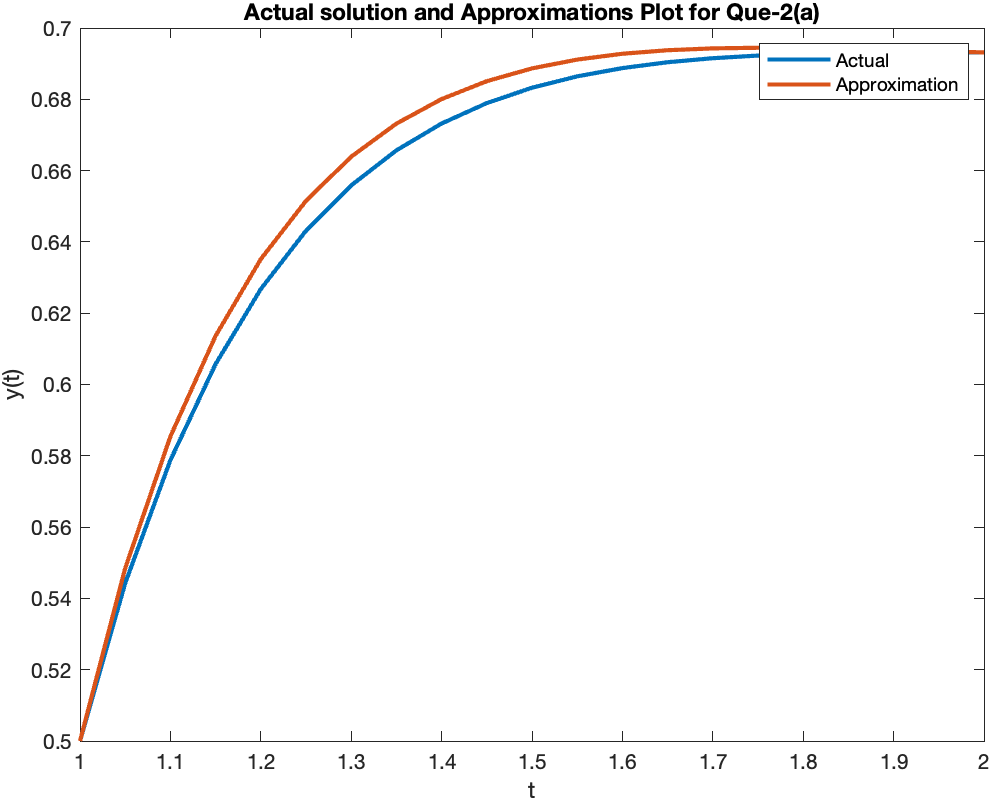 Actual solution and Approximations Plot for Que-2(a)
0.7
0.68
0.66
0.64
0.62
0.6
0.58
0.56
0.54
0.52
0.5
y(t)
Actual
Approximation
1 1.1 1.2 1.3 1.4 1.5 1.6 1.7 1.8 1.9 2
t